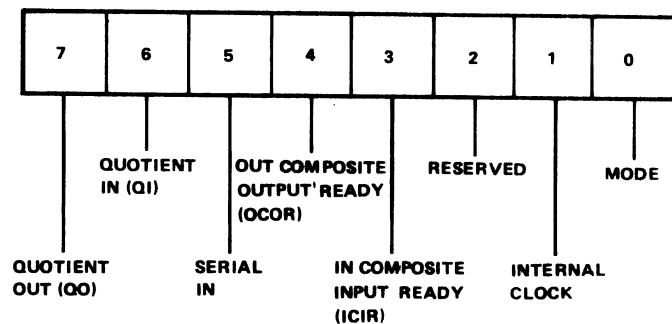 7 6 5 4 3 2 1 0
QUOTIENT
IN (QI)
OUT COMPOSITE
OUTPUT' READY
(OCOR)
RESERVED
MODE
QUOTIENT
OUT (QO)
SERIAL
IN
IN COMPOSITE
INPUT READY
(ICIR)
INTERNAL
CLOCK